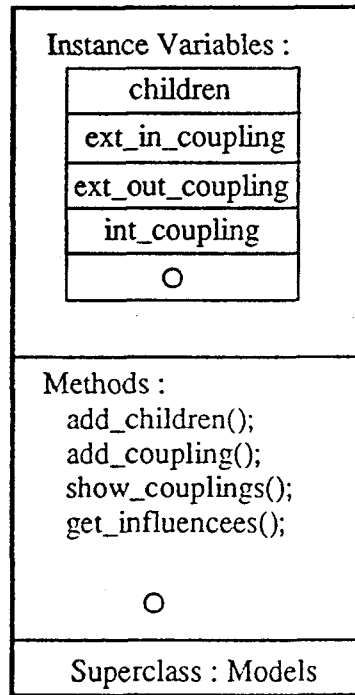 Instance Variables :
children
ext_in_coupling
ext_out_coupling
int_coupling
Methods :
add_children();
add_coupling();
show_couplings();
get_influencees();
Superclass : Models